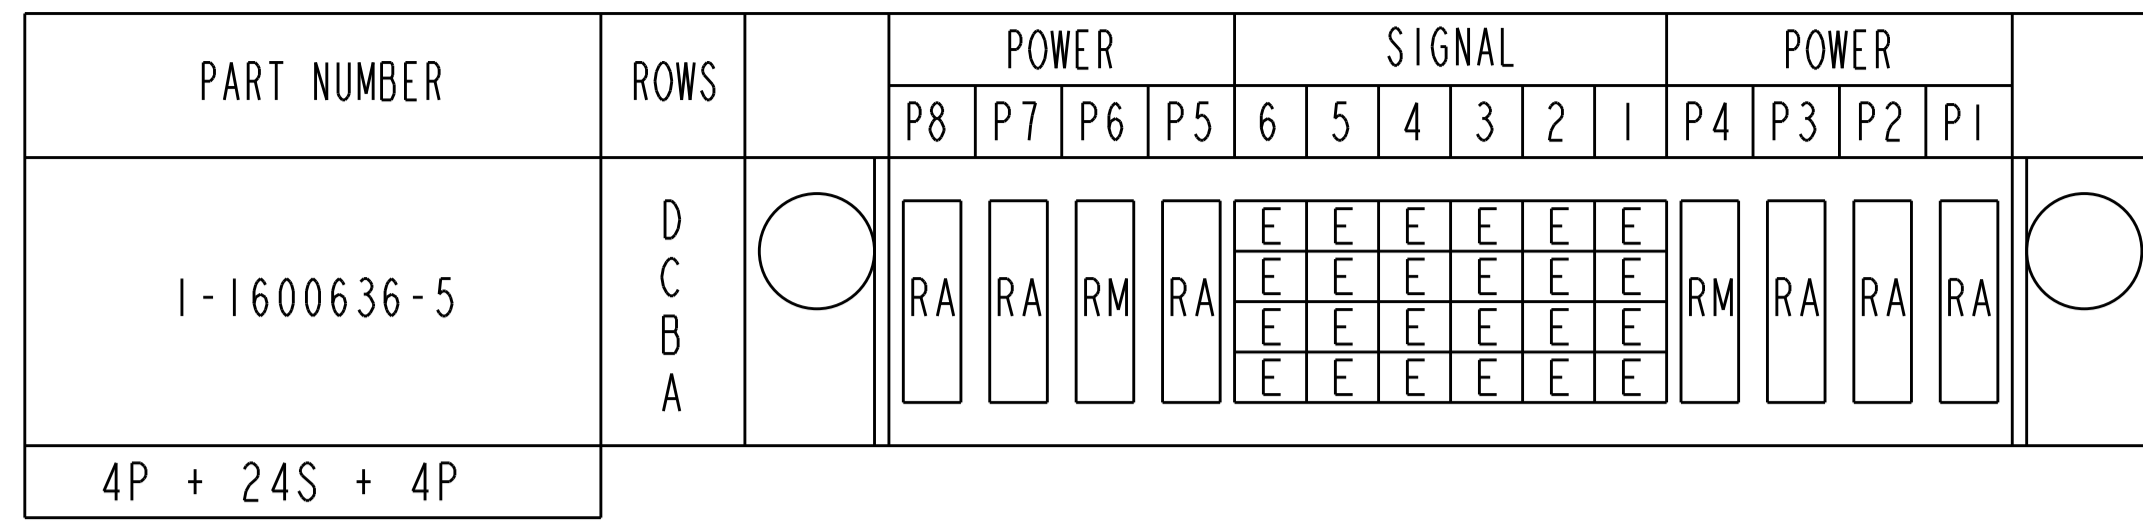 PART NUMBER ROWS POWER SIGNAL POWER
P8 P7 P6 P5 6 5 4 3 2 1 P4 P3 P2 P1
D E E E E E E
C E E E E E E
1-1600636-5 RA RA RM RA RM RA RA RA
B E E E E E E
A E E E E E E
4P + 24S + 4P